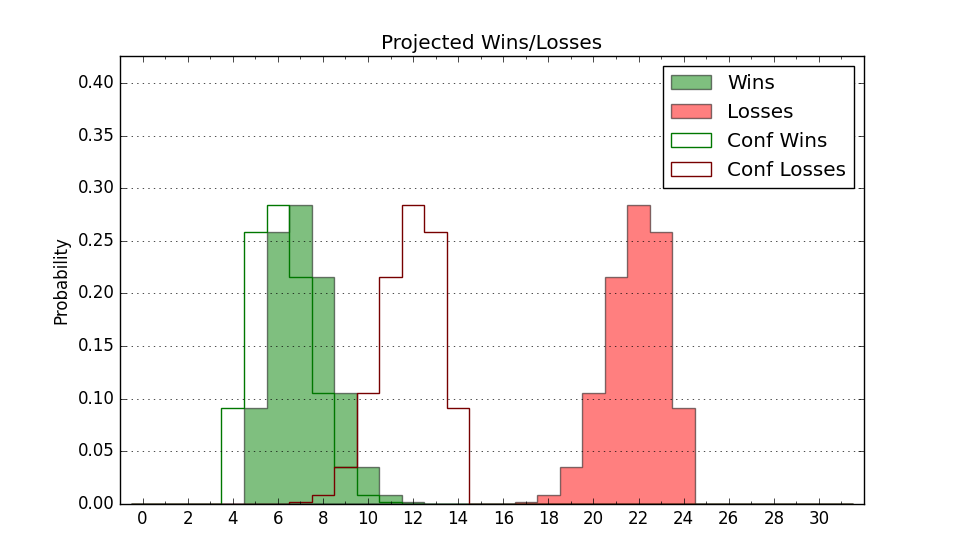 Projected Wins/Losses
Wins
Losses
Conf Wins
Conf Losses
Probability
0.40
0.35
0.30
0.25
0.20
0.15
0.10
0.05
0.00
0 2 4 6 8 10 12 14 16 18 20 22 24 26 28 30